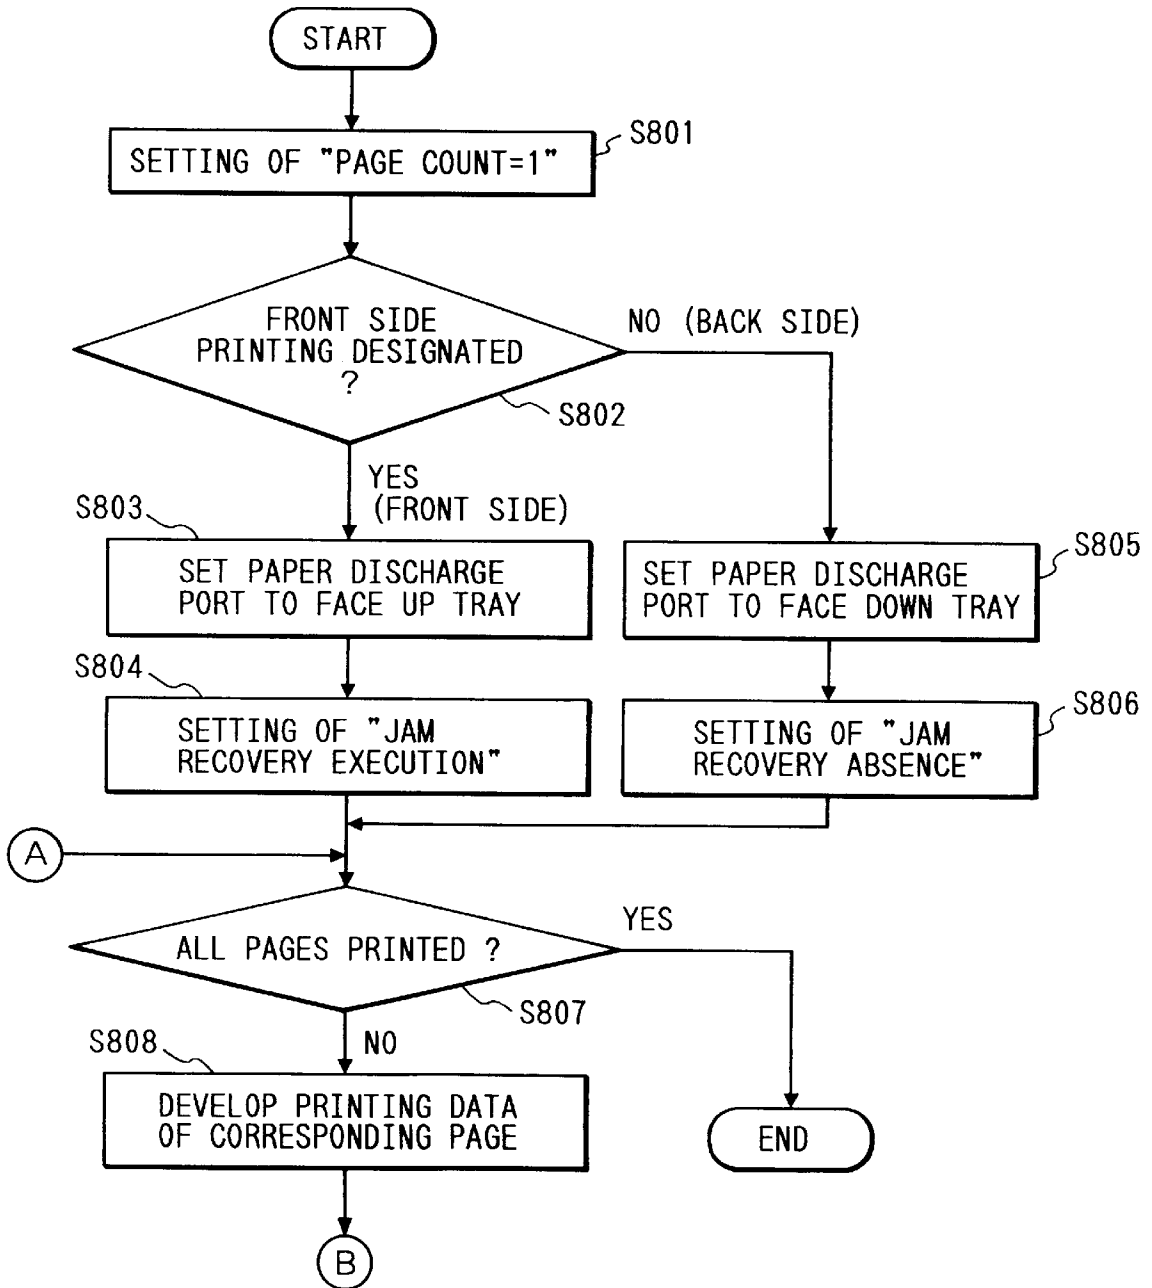 START
S801
SETTING OF "PAGE COUNT=1"
FRONT SIDE
PRINTING DESIGNATED
?
NO (BACK SIDE)
S802
YES
(FRONT SIDE)
S803
SET PAPER DISCHARGE
PORT TO FACE UP TRAY
S805
SET PAPER DISCHARGE
PORT TO FACE DOWN TRAY
S804
SETTING OF "JAM
RECOVERY EXECUTION"
S806
SETTING OF "JAM
RECOVERY ABSENCE"
A
ALL PAGES PRINTED ?
YES
S807
NO
S808
DEVELOP PRINTING DATA
OF CORRESPONDING PAGE
END
B